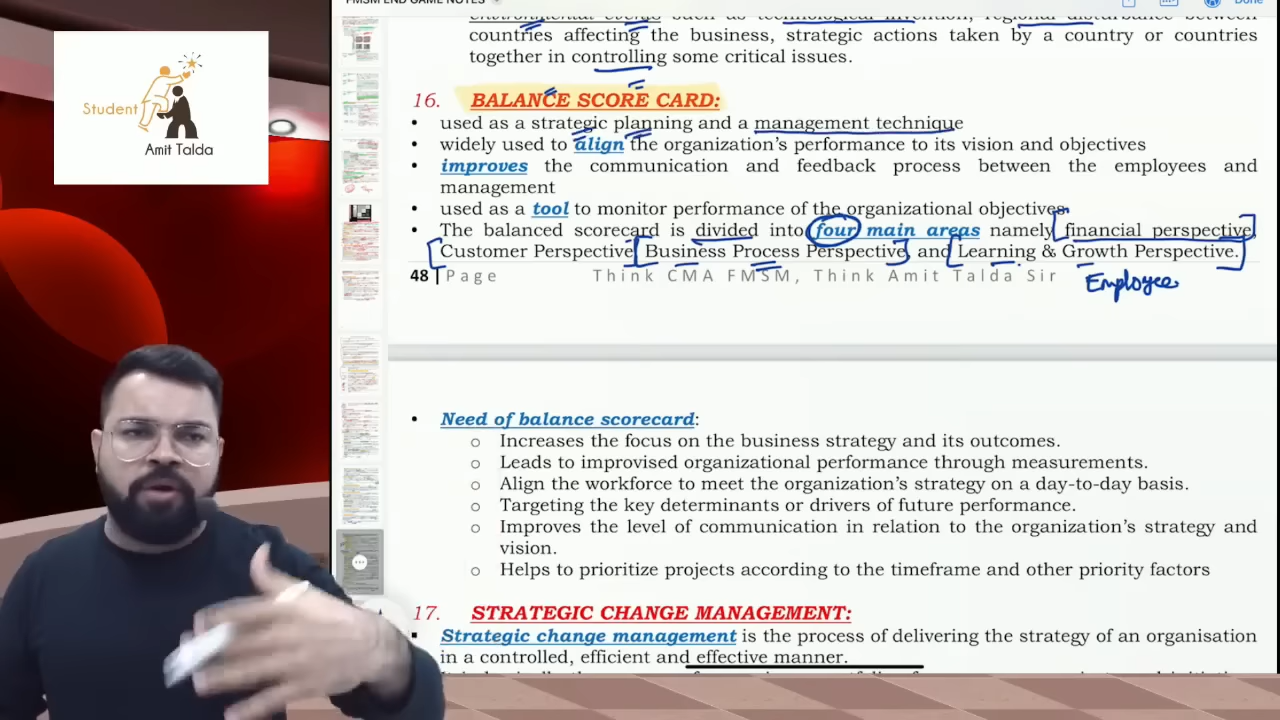 FMSM END GAME NOTES
Done
countries affecting the business, strategic actions taken by a country or countries
together in controlling some critical issues.
16. BALANCE SCORE CARD:
• used as strategic planning and a management technique
• widely used to align the organizational performance to its vision and objectives
• improve the communication and feedback process between the employees and
management
• used as a tool to monitor performance of the organizational objectives
• The balanced scorecard is four main areas namely financial Perspective
Customer Perspective Business Process Perspective and Learning Growth Perspective
48 | Page Think CMA FMSM Think Amit Talda Sir
Employee
• Need of balance scorecard:
o Increases the focus on the business strategy and its outcomes
o Leads to improvised organizational performance through measurements.
o Align the workforce to meet the organization's strategy on a day-to-day basis.
o Targeting the key determinants or drivers of future performance.
o Improves the level of communication in relation to the organization's strategy and
vision.
o Helps to prioritize projects according to the timeframe and other priority factors
17. STRATEGIC CHANGE MANAGEMENT:
• Strategic change management is the process of delivering the strategy of an organisation
in a controlled, efficient and effective manner.
Student
Amit Talda